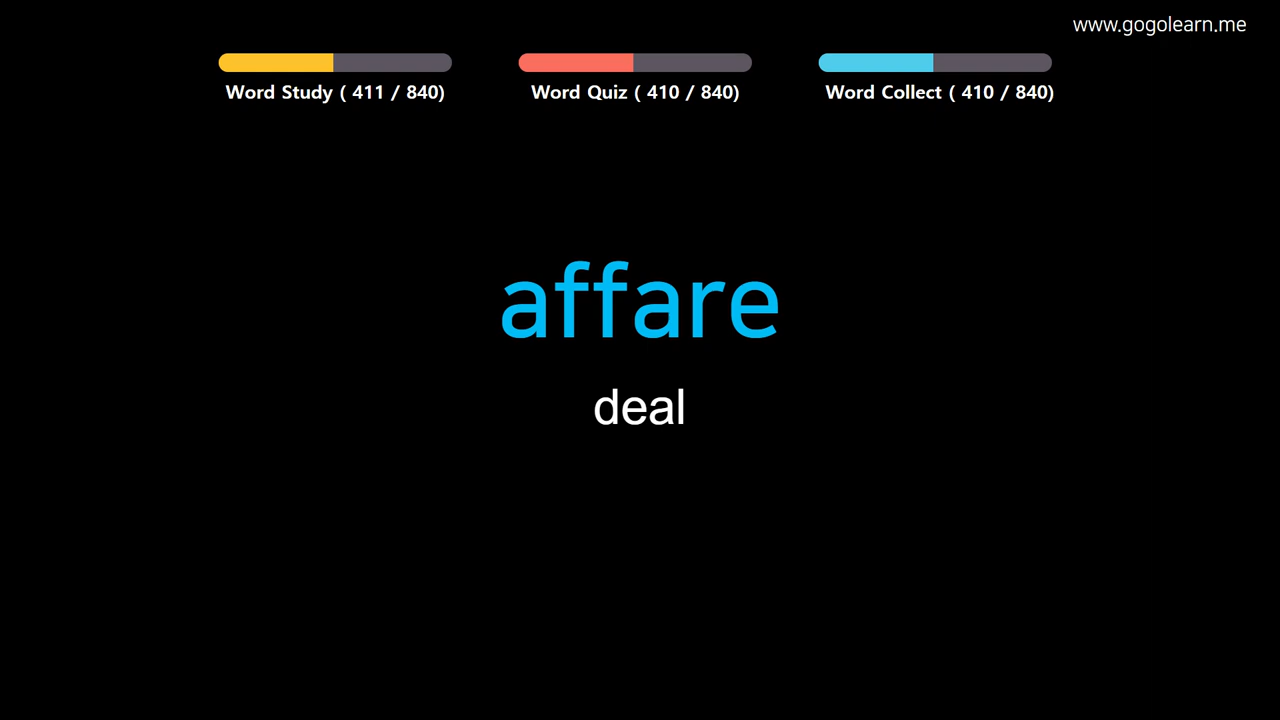 www.gogolearn.me
Word Study ( 411 / 840)
Word Quiz ( 410 / 840)
Word Collect ( 410 / 840)
affare
deal